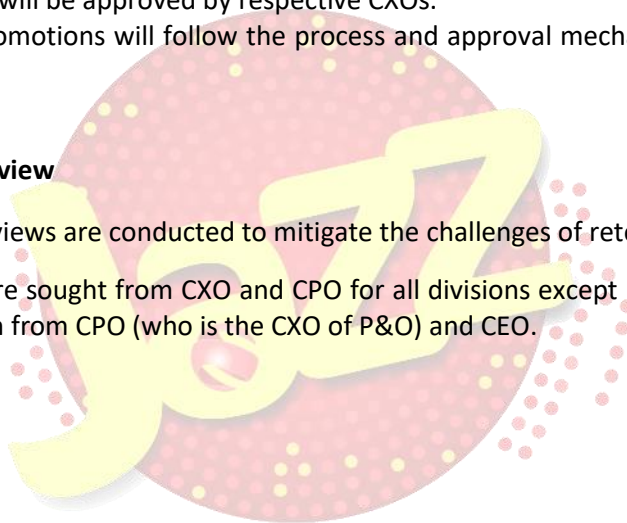 will be approved by respective CXOs.
omotions will follow the process and approval mech
view
views are conducted to mitigate the challenges of ret
re sought from CXO and CPO for all divisions except
from CPO (who is the CXO of P&O) and CEO.
Jazz